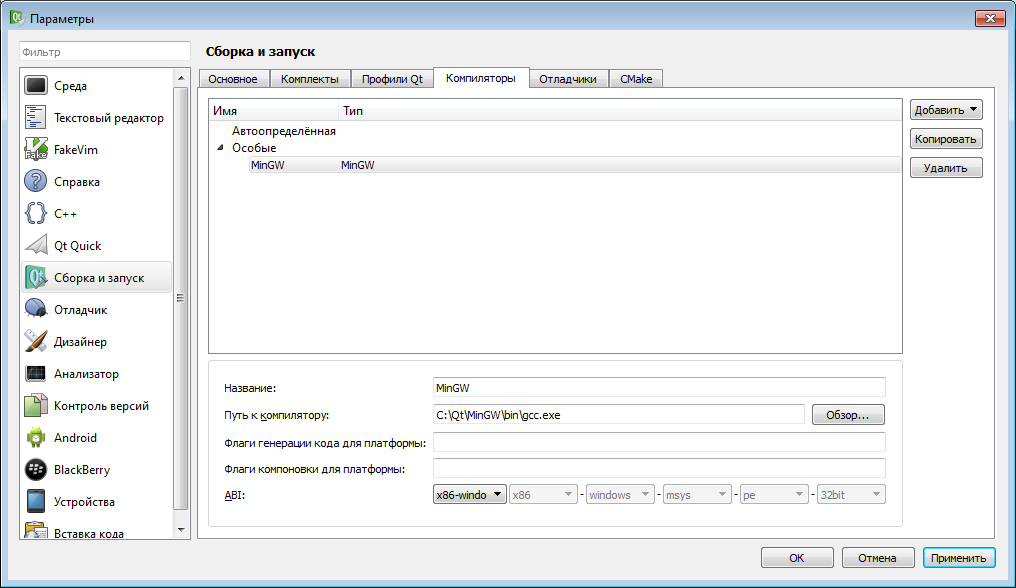 Параметры
Фильтр
Среда
Текстовый редактор
FakeVim
Справка
C++
Qt Quick
Сборка и запуск
Отладчик
Дизайнер
Анализатор
Контроль версий
Android
BlackBerry
Устройства
Вставка кода
Сборка и запуск
Основное Комплекты Профили Qt Компиляторы Отладчики CMake
Имя Тип
Автоопределённая
Особые
MinGW MinGW
Добавить
Копировать
Удалить
Название: MinGW
Путь к компилятору: C:\Qt\MinGW\bin\gcc.exe Обзор...
Флаги генерации кода для платформы:
Флаги компоновки для платформы:
ABI: x86-windo x86 - windows - msys - pe - 32bit
OK Отмена Применить